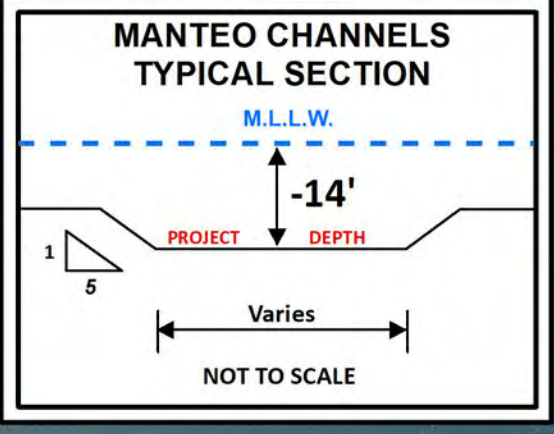 MANTEO CHANNELS
TYPICAL SECTION
M.L.L.W.
-14'
PROJECT DEPTH
1
5
Varies
NOT TO SCALE